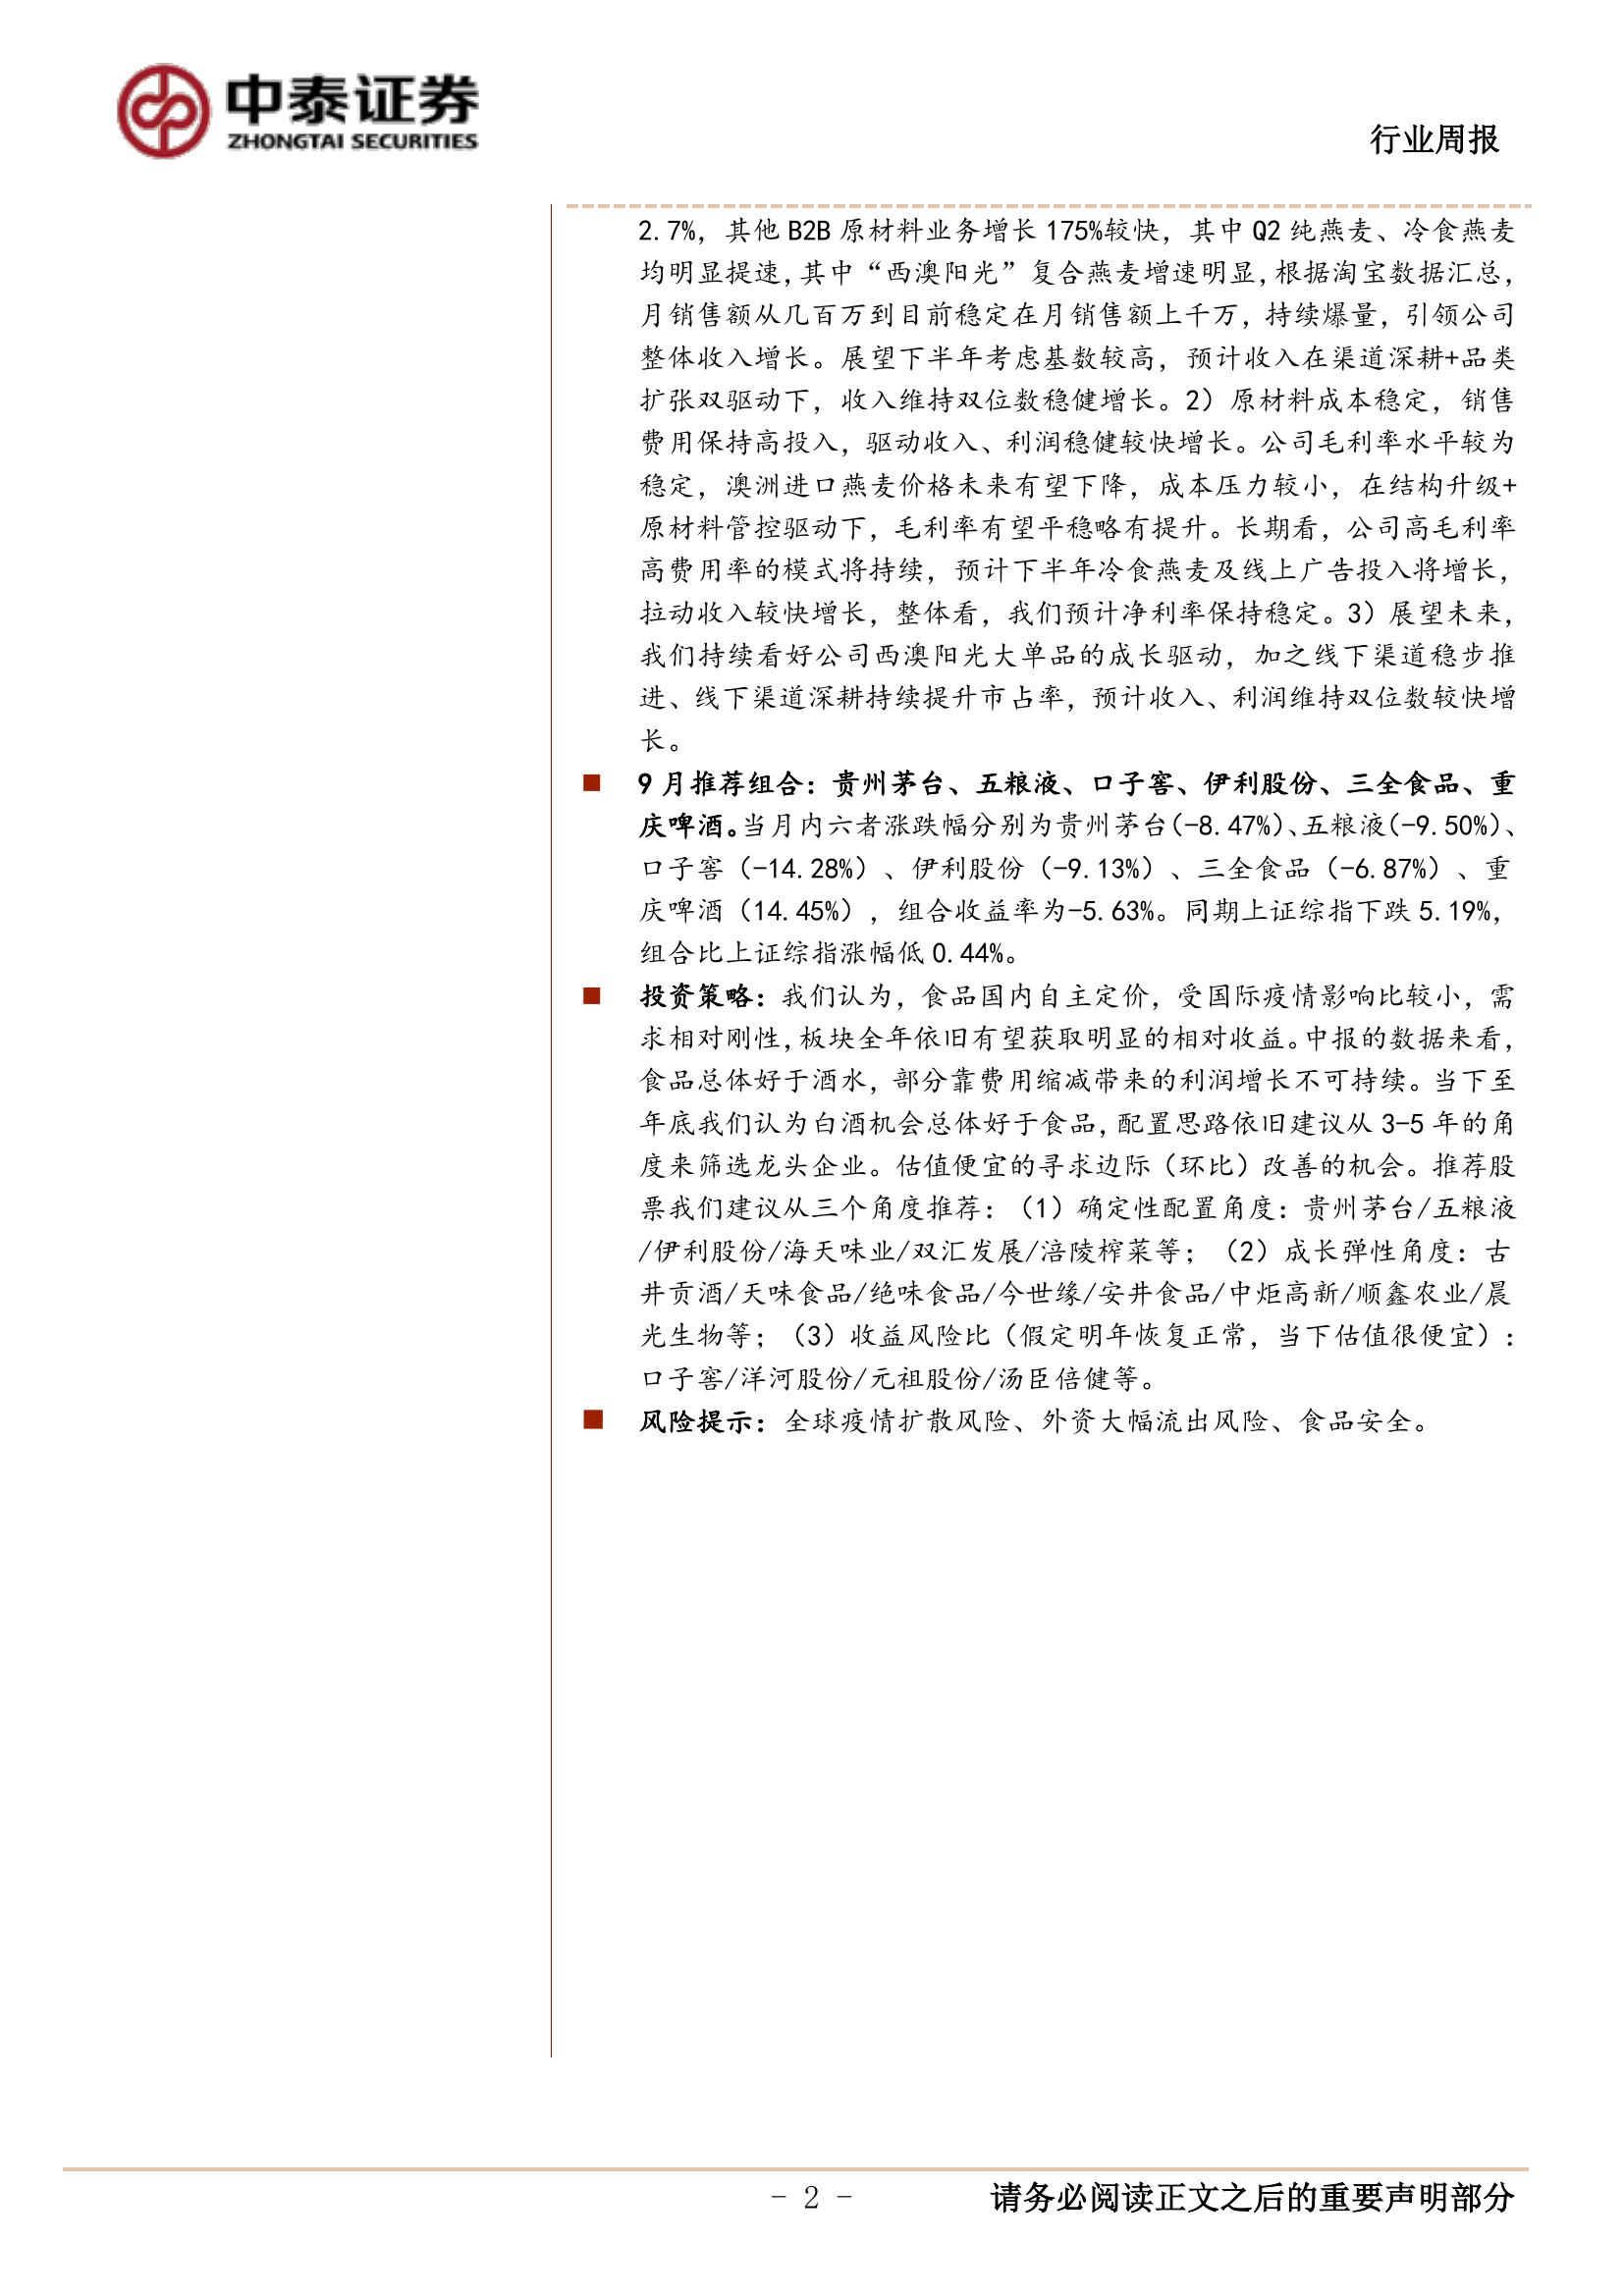 中泰证券
ZHONGTAI SECURITIES
行业周报
2.7%，其他 B2B 原材料业务增长 175%较快，其中 Q2 纯燕麦、冷食燕麦
均明显提速，其中“西澳阳光”复合燕麦增速明显，根据淘宝数据汇总，
月销售额从几百万到目前稳定在月销售额上千万，持续爆量，引领公司
整体收入增长。展望下半年考虑基数较高，预计收入在渠道深耕+品类
扩张双驱动下，收入维持双位数稳健增长。2）原材料成本稳定，销售
费用保持高投入，驱动收入、利润稳健较快增长。公司毛利率水平较为
稳定，澳洲进口燕麦价格未来有望下降，成本压力较小，在结构升级+
原材料管控驱动下，毛利率有望平稳略有提升。长期看，公司高毛利率
高费用率的模式将持续，预计下半年冷食燕麦及线上广告投入将增长，
拉动收入较快增长，整体看，我们预计净利率保持稳定。3）展望未来，
我们持续看好公司西澳阳光大单品的成长驱动，加之线下渠道稳步推
进、线下渠道深耕持续提升市占率，预计收入、利润维持双位数较快增
长。
■ 9 月推荐组合：贵州茅台、五粮液、口子窖、伊利股份、三全食品、重
庆啤酒。当月内六者涨跌幅分别为贵州茅台（-8.47%）、五粮液（-9.50%）、
口子窖（-14.28%）、伊利股份（-9.13%）、三全食品（-6.87%）、重
庆啤酒（14.45%），组合收益率为-5.63%。同期上证综指下跌 5.19%，
组合比上证综指涨幅低 0.44%。
■ 投资策略：我们认为，食品国内自主定价，受国际疫情影响比较小，需
求相对刚性，板块全年依旧有望获取明显的相对收益。中报的数据来看，
食品总体好于酒水，部分靠费用缩减带来的利润增长不可持续。当下至
年底我们认为白酒机会总体好于食品，配置思路依旧建议从 3-5 年的角
度来筛选龙头企业。估值便宜的寻求边际（环比）改善的机会。推荐股
票我们建议从三个角度推荐：（1）确定性配置角度：贵州茅台/五粮液
/伊利股份/海天味业/双汇发展/涪陵榨菜等；（2）成长弹性角度：古
井贡酒/天味食品/绝味食品/今世缘/安井食品/中炬高新/顺鑫农业/晨
光生物等；（3）收益风险比（假定明年恢复正常，当下估值很便宜）：
口子窖/洋河股份/元祖股份/汤臣倍健等。
■ 风险提示：全球疫情扩散风险、外资大幅流出风险、食品安全。
- 2 -
请务必阅读正文之后的重要声明部分